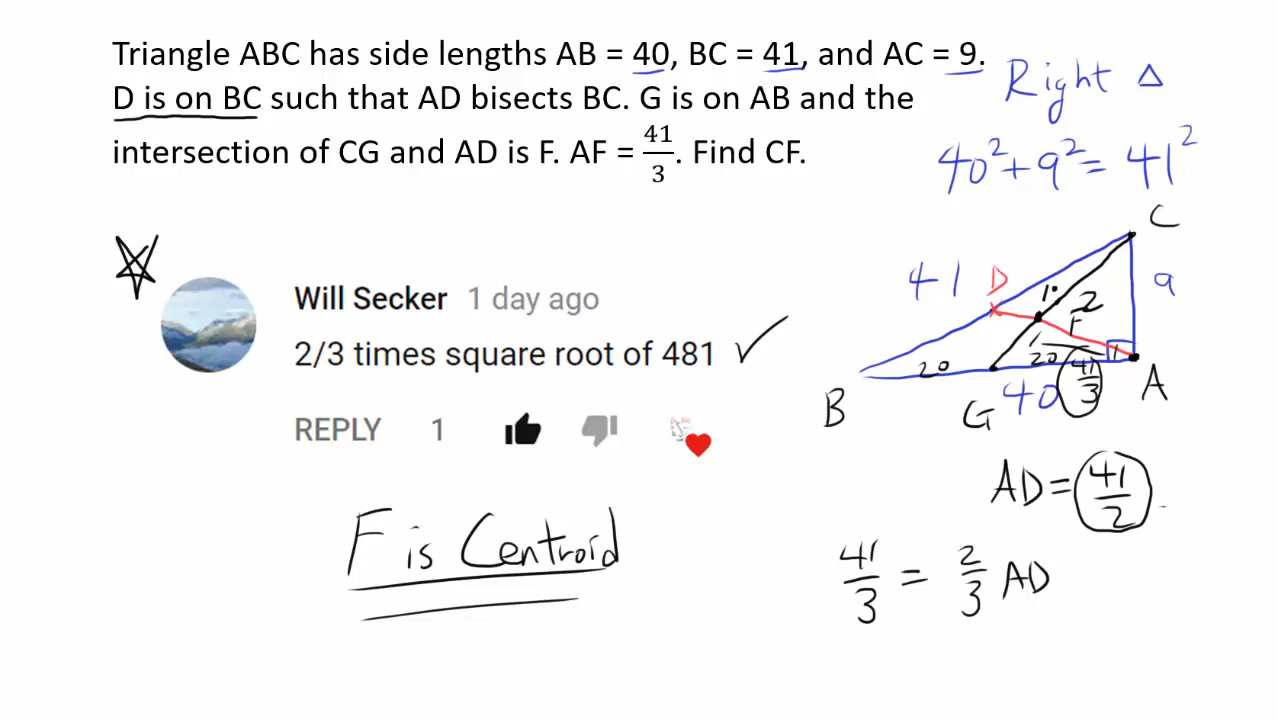 Triangle ABC has side lengths AB = 40, BC = 41, and AC = 9.
D is on BC such that AD bisects BC. G is on AB and the
intersection of CG and AD is F. AF = 41/3. Find CF.
Right △
40²+9²=41²
Will Secker 1 day ago
2/3 times square root of 481 ✓
REPLY 1
F is Centroid
C
41
D
1
2
9
F
1
20
20
41/3
B
G
40
A
AD=41/2
41/3 = 2/3 AD